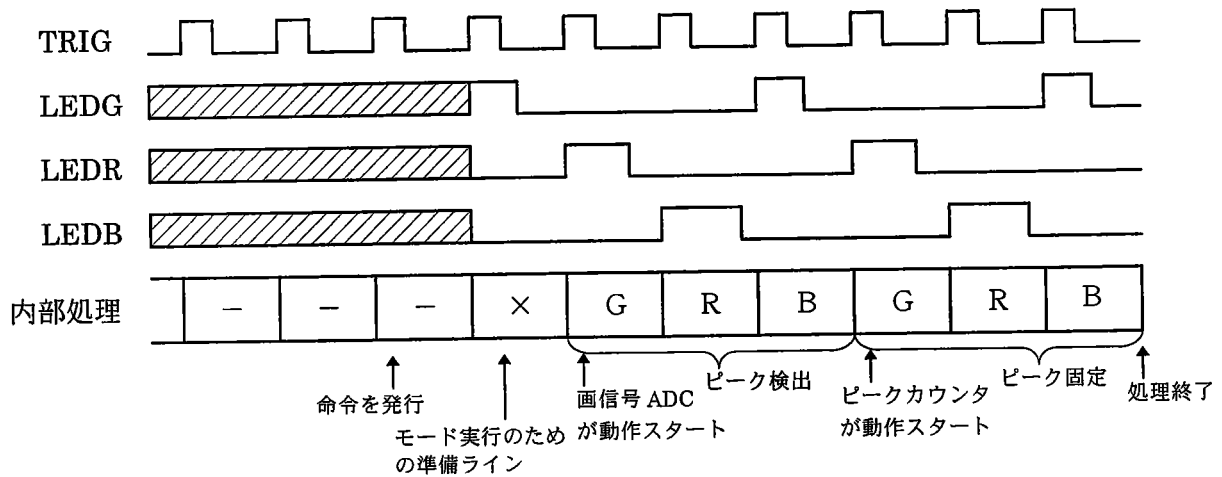 TRIG
LEDG
LEDR
LEDB
内部処理 － － － × G R B G R B
ピーク検出
ピーク固定
命令を発行
モード実行のため
の準備ライン
画信号 ADC
が動作スタート
ピークカウンタ
が動作スタート
処理終了